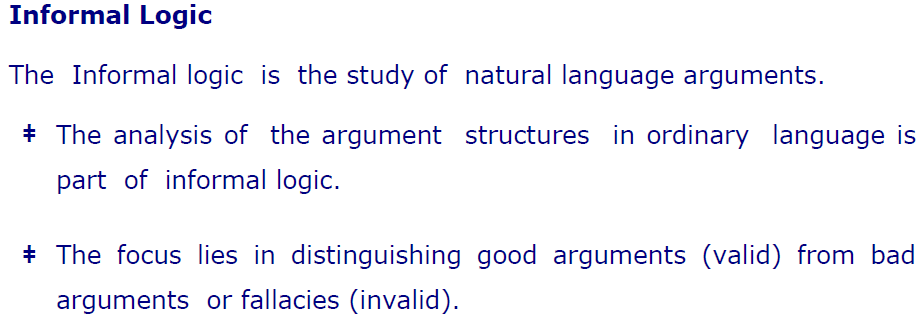 Informal Logic
The Informal logic is the study of natural language arguments.
‡ The analysis of the argument structures in ordinary language is
part of informal logic.
‡ The focus lies in distinguishing good arguments (valid) from bad
arguments or fallacies (invalid).